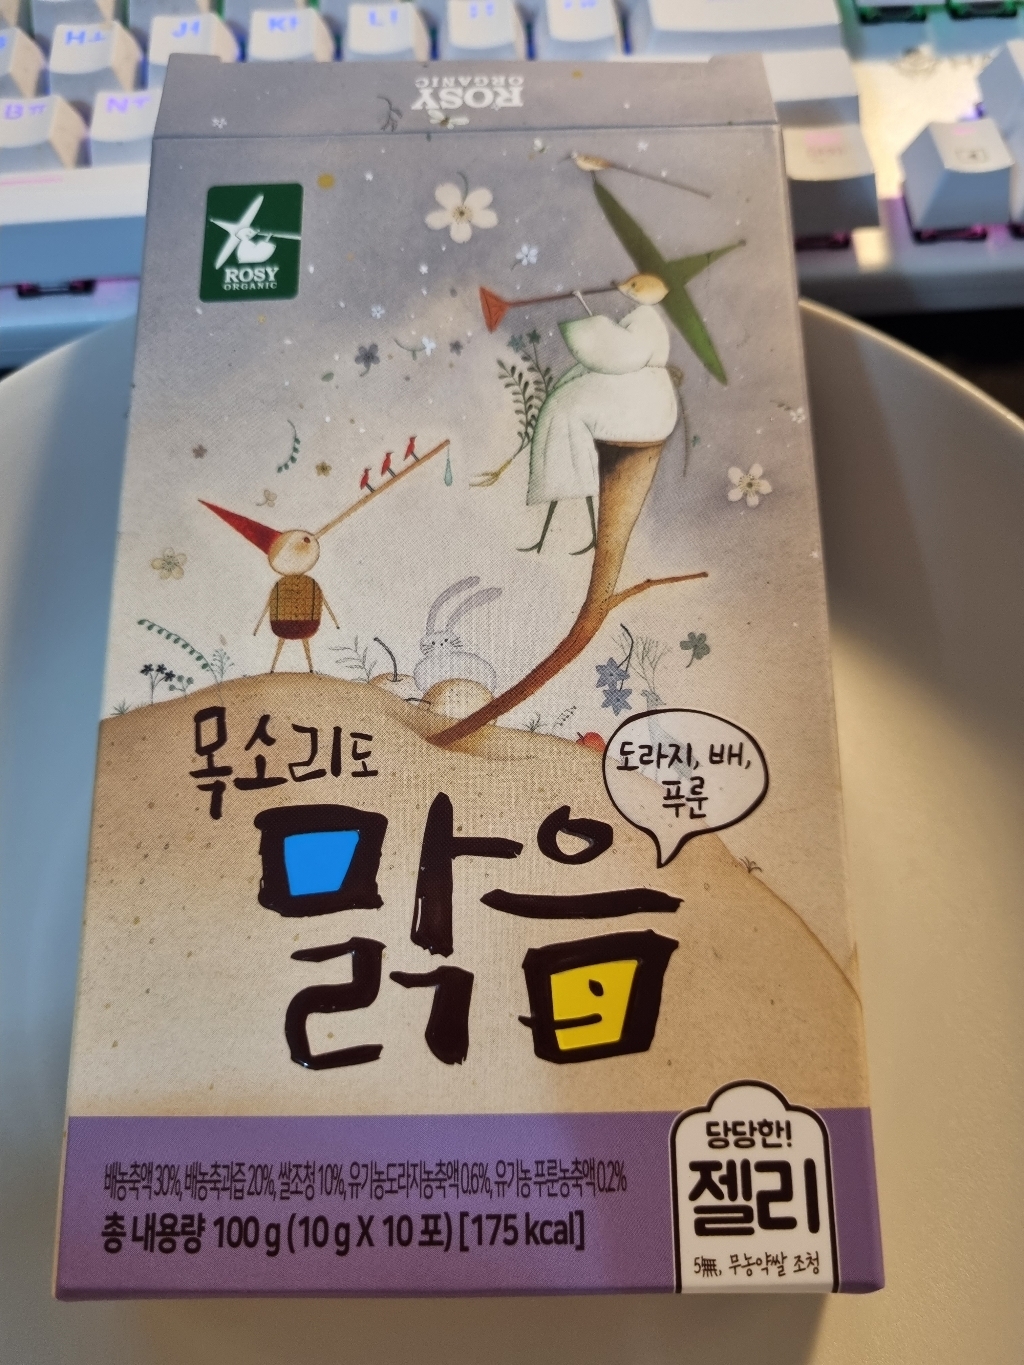 ROSY
ORGANIC
ROSY
ORGANIC
목소리도
맑음
도라지, 배,
푸룬
배농축액 30%, 배농축과즙 20%, 쌀조청 10%, 유기농도라지농축액 0.6%, 유기농 푸룬농축액 0.2%
총 내용량 100 g (10 g X 10 포) [175 kcal]
당당한!
젤리
5無, 무농약쌀 조청